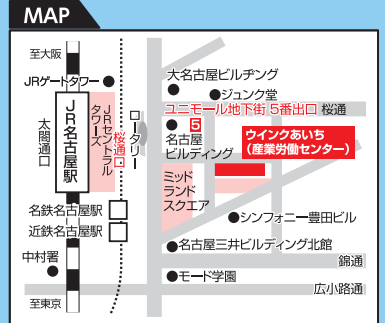 MAP
至大阪
JRゲートタワー
JR名古屋駅
太閤通口
JRセントラル
タワーズ
桜通口
ロータリー
名鉄名古屋駅
近鉄名古屋駅
中村署
至東京
大名古屋ビルヂング
ジュンク堂
ユニモール地下街 5番出口
桜通
5
名古屋
ビルディング
ウインクあいち
(産業労働センター)
ミッド
ランド
スクエア
シンフォニー豊田ビル
名古屋三井ビルディング北館
錦通
モード学園
広小路通